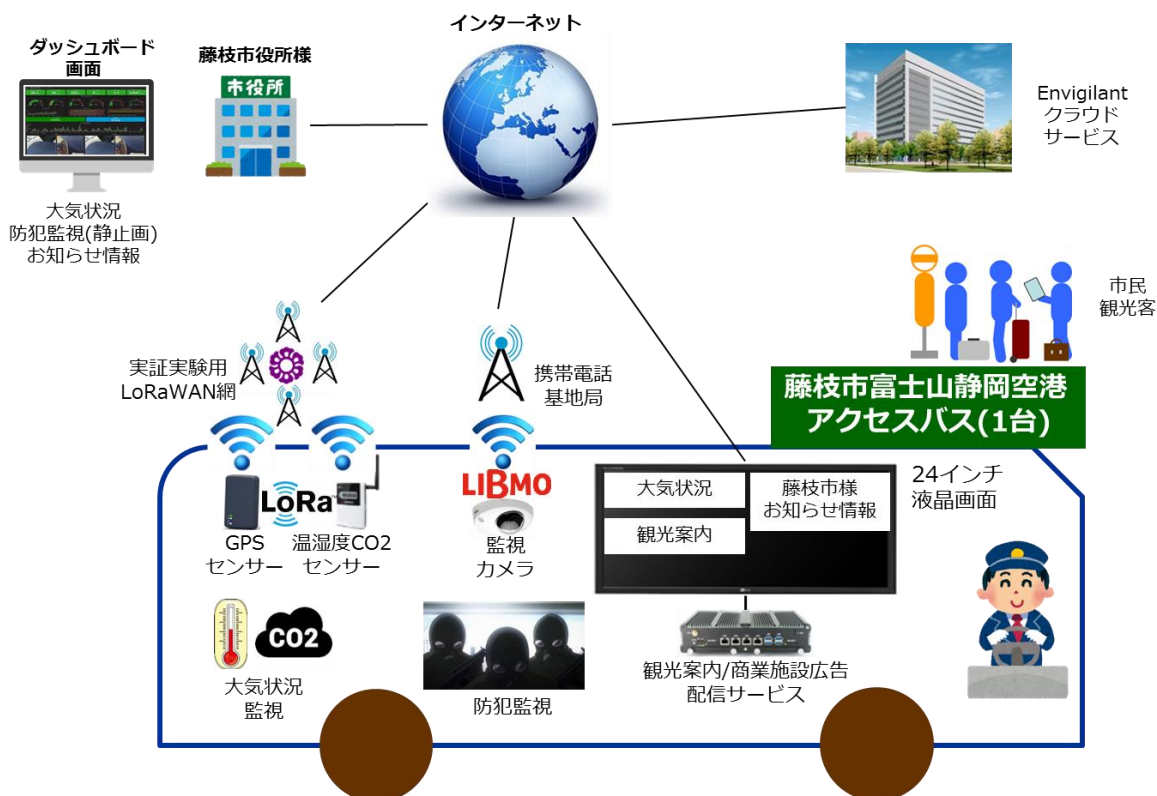 インターネット
ダッシュボード
画面
藤枝市役所様
市役所
Envigilant
クラウド
サービス
大気状況
防犯監視(静止画)
お知らせ情報
市民
観光客
実証実験用
LoRaWAN網
携帯電話
基地局
藤枝市富士山静岡空港
アクセスバス(1台)
LoRa
LIBMO
GPS
センサー
温湿度CO2
センサー
監視
カメラ
大気状況
観光案内
藤枝市様
お知らせ情報
24インチ
液晶画面
CO2
大気状況
監視
防犯監視
観光案内/商業施設広告
配信サービス